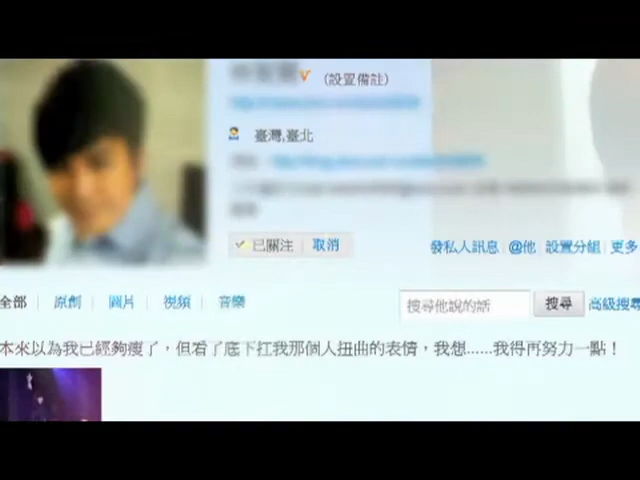 (設置備註)
臺灣,臺北
已關注 取消
發私人訊息 @他 設置分組 更多
全部 原創 圖片 視頻 音樂
搜尋他說的話 搜尋 高級搜尋
本來以為我已經夠瘦了,但看了底下扛我那個人扭曲的表情,我想......我得再努力一點!